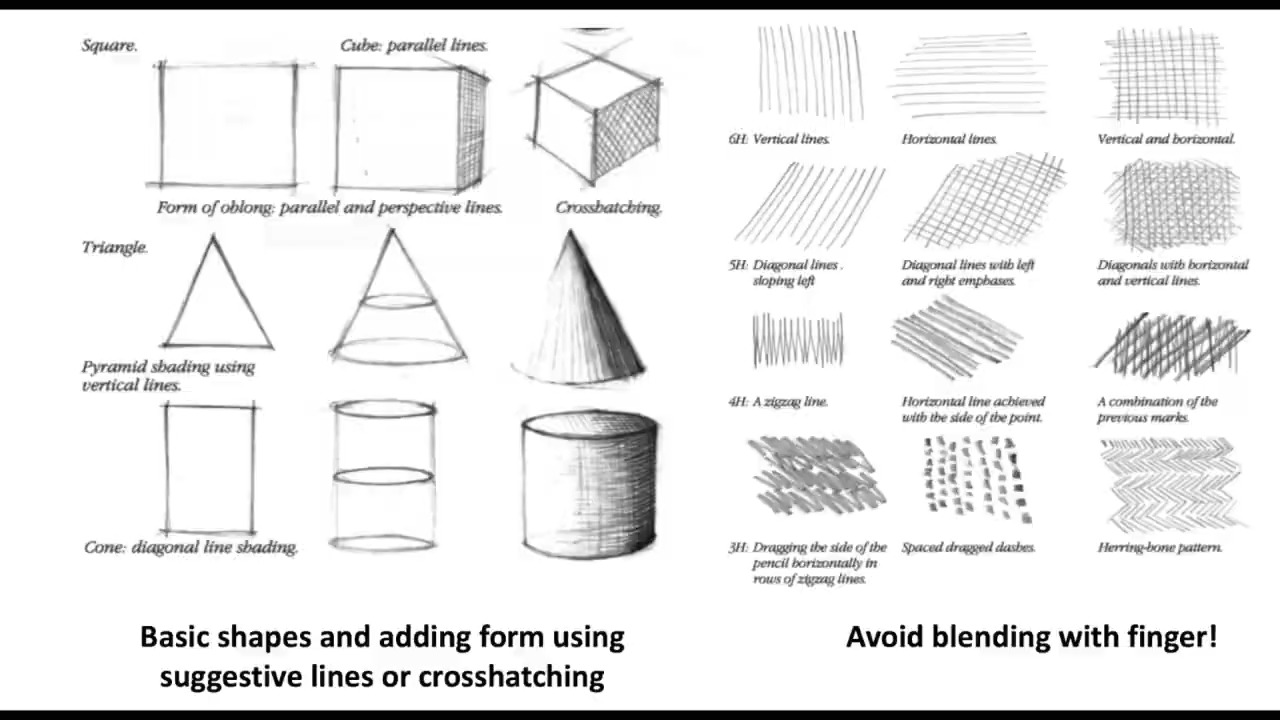 Square.
Cube: parallel lines.
Form of oblong: parallel and perspective lines.
Crosshatching.
Triangle.
Pyramid shading using
vertical lines.
Cone: diagonal line shading.
6H: Vertical lines.
Horizontal lines.
Vertical and horizontal.
5H: Diagonal lines .
sloping left
Diagonal lines with left
and right emphases.
Diagonals with horizontal
and vertical lines.
4H: A zigzag line.
Horizontal line achieved
with the side of the point.
A combination of the
previous marks.
3H: Dragging the side of the
pencil horizontally in
rows of zigzag lines.
Spaced dragged dashes.
Herring-bone pattern.
Basic shapes and adding form using
suggestive lines or crosshatching
Avoid blending with finger!